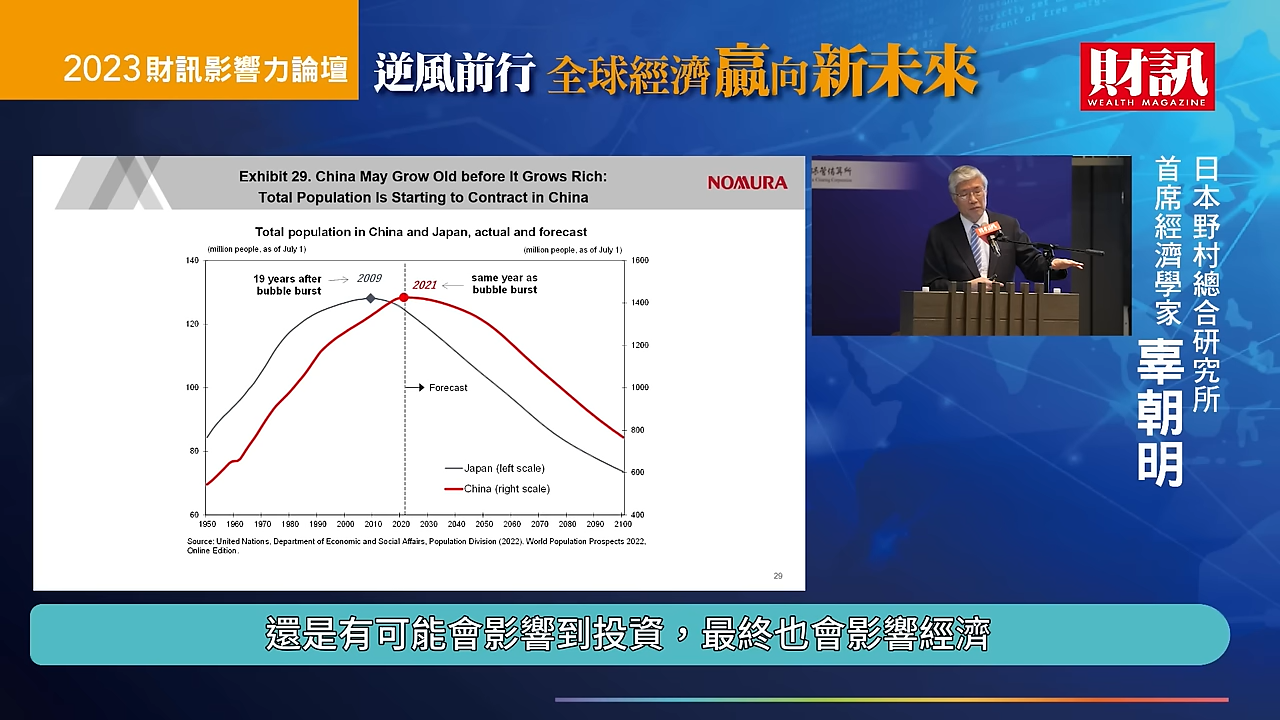 2023財訊影響力論壇
逆風前行 全球經濟贏向新未來
財訊
WEALTH MAGAZINE
Exhibit 29. China May Grow Old before It Grows Rich:
Total Population Is Starting to Contract in China
NOMURA
Total population in China and Japan, actual and forecast
(million people, as of July 1)
(million people, as of July 1)
140
120
100
80
60
1600
1400
1200
1000
800
600
400
19 years after
bubble burst
2009
2021
same year as
bubble burst
Forecast
Japan (left scale)
China (right scale)
1950 1960 1970 1980 1990 2000 2010 2020 2030 2040 2050 2060 2070 2080 2090 2100
Source: United Nations, Department of Economic and Social Affairs, Population Division (2022). World Population Prospects 2022,
Online Edition.
29
日本野村總合研究所
首席經濟學家 辜朝明
還是有可能會影響到投資，最終也會影響經濟